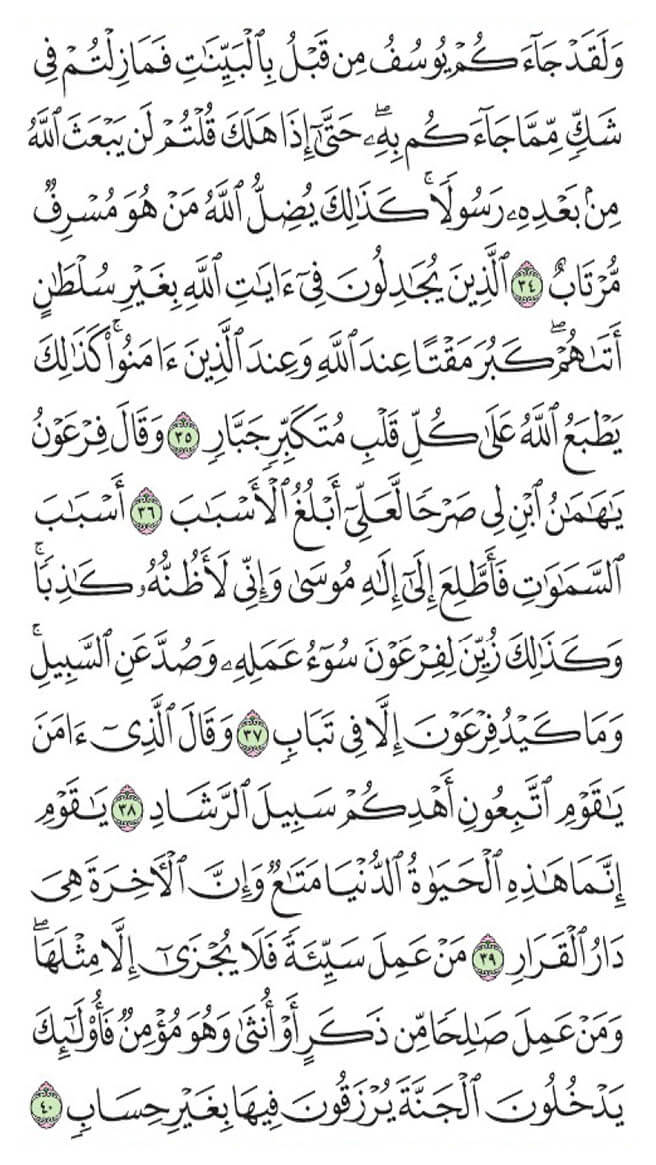 وَلَقَدۡ جَآءَكُمۡ يُوسُفُ مِن قَبۡلُ بِٱلۡبَيِّنَٰتِ فَمَا زِلۡتُمۡ فِي
شَكّٖ مِّمَّا جَآءَكُم بِهِۦۖ حَتَّىٰٓ إِذَا هَلَكَ قُلۡتُمۡ لَن يَبۡعَثَ ٱللَّهُ
مِنۢ بَعۡدِهِۦ رَسُولٗاۚ كَذَٰلِكَ يُضِلُّ ٱللَّهُ مَنۡ هُوَ مُسۡرِفٞ
مُّرۡتَابٌ ٣٤ ٱلَّذِينَ يُجَٰدِلُونَ فِيٓ ءَايَٰتِ ٱللَّهِ بِغَيۡرِ سُلۡطَٰنٍ
أَتَىٰهُمۡۖ كَبُرَ مَقۡتًا عِندَ ٱللَّهِ وَعِندَ ٱلَّذِينَ ءَامَنُواْۚ كَذَٰلِكَ
يَطۡبَعُ ٱللَّهُ عَلَىٰ كُلِّ قَلۡبِ مُتَكَبِّرٖ جَبَّارٖ ٣٥ وَقَالَ فِرۡعَوۡنُ
يَٰهَٰمَٰنُ ٱبۡنِ لِي صَرۡحٗا لَّعَلِّيٓ أَبۡلُغُ ٱلۡأَسۡبَٰبَ ٣٦ أَسۡبَٰبَ
ٱلسَّمَٰوَٰتِ فَأَطَّلِعَ إِلَىٰٓ إِلَٰهِ مُوسَىٰ وَإِنِّي لَأَظُنُّهُۥ كَٰذِبٗاۚ
وَكَذَٰلِكَ زُيِّنَ لِفِرۡعَوۡنَ سُوٓءُ عَمَلِهِۦ وَصُدَّ عَنِ ٱلسَّبِيلِۚ
وَمَا كَيۡدُ فِرۡعَوۡنَ إِلَّا فِي تَبَابٖ ٣٧ وَقَالَ ٱلَّذِيٓ ءَامَنَ
يَٰقَوۡمِ ٱتَّبِعُونِ أَهۡدِكُمۡ سَبِيلَ ٱلرَّشَادِ ٣٨ يَٰقَوۡمِ
إِنَّمَا هَٰذِهِ ٱلۡحَيَوٰةُ ٱلدُّنۡيَا مَتَٰعٞ وَإِنَّ ٱلۡأٓخِرَةَ هِيَ
دَارُ ٱلۡقَرَارِ ٣٩ مَنۡ عَمِلَ سَيِّئَةٗ فَلَا يُجۡزَىٰٓ إِلَّا مِثۡلَهَاۖ
وَمَنۡ عَمِلَ صَٰلِحٗا مِّن ذَكَرٍ أَوۡ أُنثَىٰ وَهُوَ مُؤۡمِنٞ فَأُوْلَٰٓئِكَ
يَدۡخُلُونَ ٱلۡجَنَّةَ يُرۡزَقُونَ فِيهَا بِغَيۡرِ حِسَابٖ ٤٠